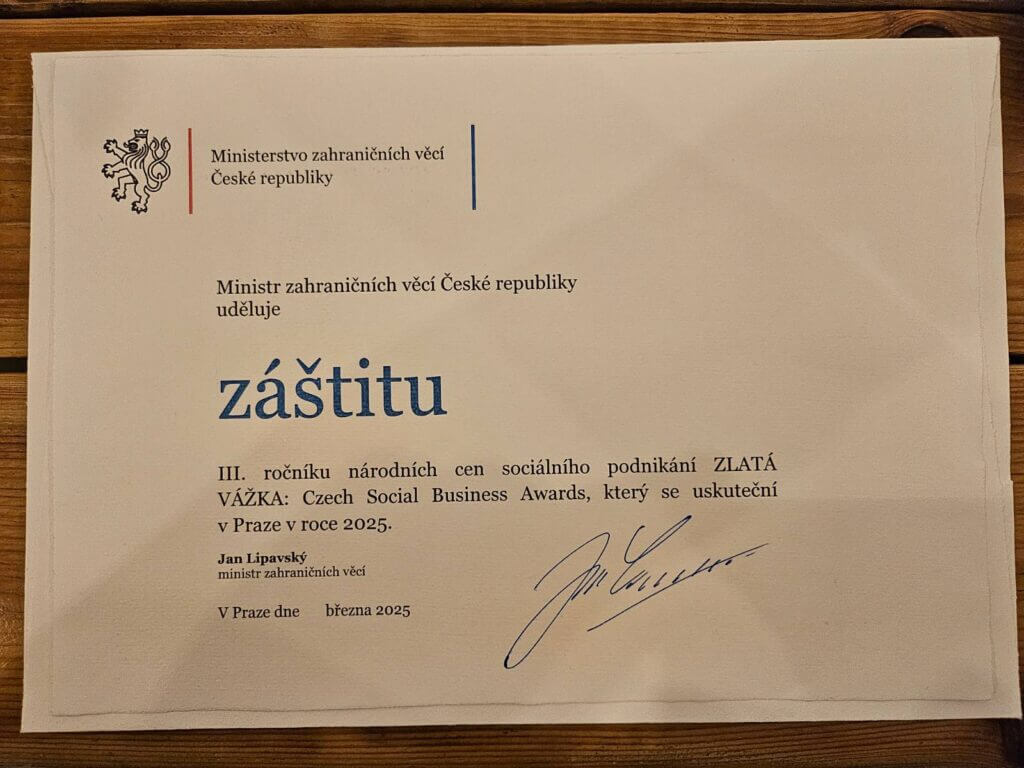 Ministerstvo zahraničních věcí
České republiky
Ministr zahraničních věcí České republiky
uděluje
záštitu
III. ročníku národních cen sociálního podnikání ZLATÁ
VÁŽKA: Czech Social Business Awards, který se uskuteční
v Praze v roce 2025.
Jan Lipavský
ministr zahraničních věcí
V Praze dne března 2025